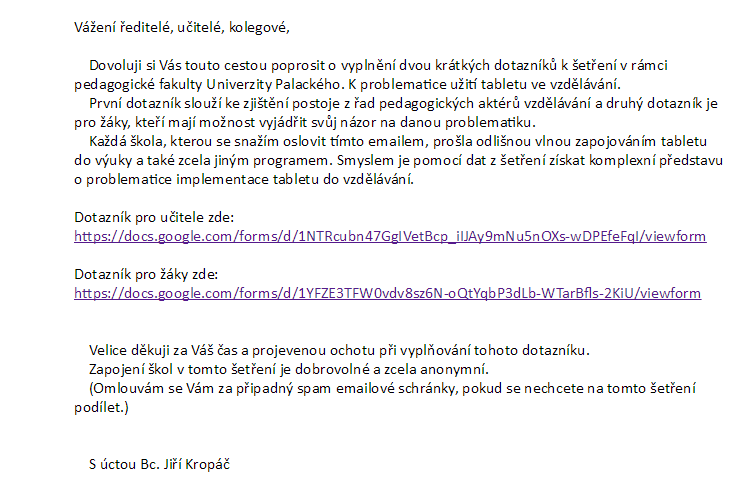 Vážení ředitelé, učitelé, kolegové,
Dovoluji si Vás touto cestou poprosit o vyplnění dvou krátkých dotazníků k šetření v rámci
pedagogické fakulty Univerzity Palackého. K problematice užití tabletu ve vzdělávání.
První dotazník slouží ke zjištění postoje z řad pedagogických aktérů vzdělávání a druhý dotazník je
pro žáky, kteří mají možnost vyjádřit svůj názor na danou problematiku.
Každá škola, kterou se snažím oslovit tímto emailem, prošla odlišnou vlnou zapojováním tabletu
do výuky a také zcela jiným programem. Smyslem je pomocí dat z šetření získat komplexní představu
o problematice implementace tabletu do vzdělávání.
Dotazník pro učitele zde:
https://docs.google.com/forms/d/1NTRcubn47GgIVetBcp_iIJAy9mNu5nOXs-wDPEfeFqI/viewform
Dotazník pro žáky zde:
https://docs.google.com/forms/d/1YFZE3TFW0vdv8sz6N-oQtYqbP3dLb-WTarBfls-2KiU/viewform
Velice děkuji za Váš čas a projevenou ochotu při vyplňování tohoto dotazníku.
Zapojení škol v tomto šetření je dobrovolné a zcela anonymní.
(Omlouvám se Vám za připadný spam emailové schránky, pokud se nechcete na tomto šetření
podílet.)
S úctou Bc. Jiří Kropáč